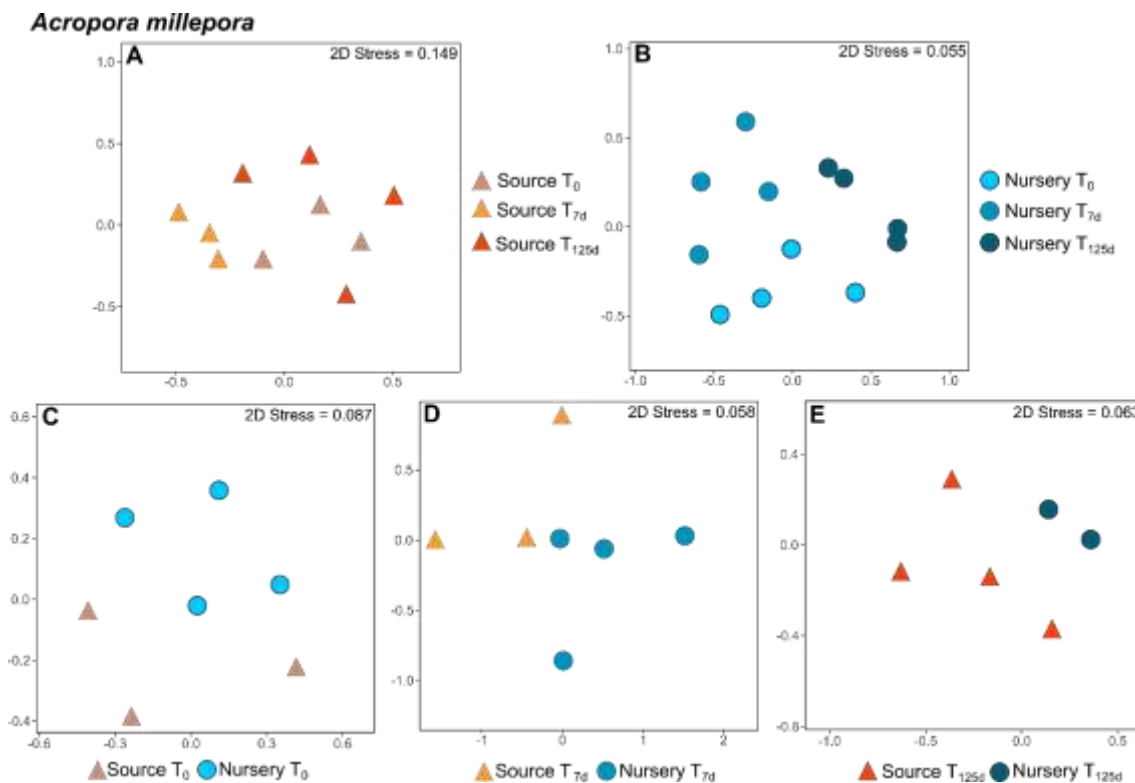 Acropora millepora
A
2D Stress = 0.149
1.0
0.5
0.0
-0.5
-0.5 0.0 0.5
Source T₀
Source T₇d
Source T₁₂₅d
B
2D Stress = 0.055
1.0
0.5
0.0
-0.5
-1.0 -0.5 0.0 0.5 1.0
Nursery T₀
Nursery T₇d
Nursery T₁₂₅d
C
2D Stress = 0.087
0.6
0.4
0.2
0.0
-0.2
-0.4
-0.6 -0.3 0.0 0.3 0.6
Source T₀ Nursery T₀
D
2D Stress = 0.058
0.5
0.0
-0.5
-1.0
-1 0 1 2
Source T₇d Nursery T₇d
E
2D Stress = 0.063
0.4
0.0
-0.4
-0.8
-1.0 -0.5 0.0 0.5
Source T₁₂₅d Nursery T₁₂₅d